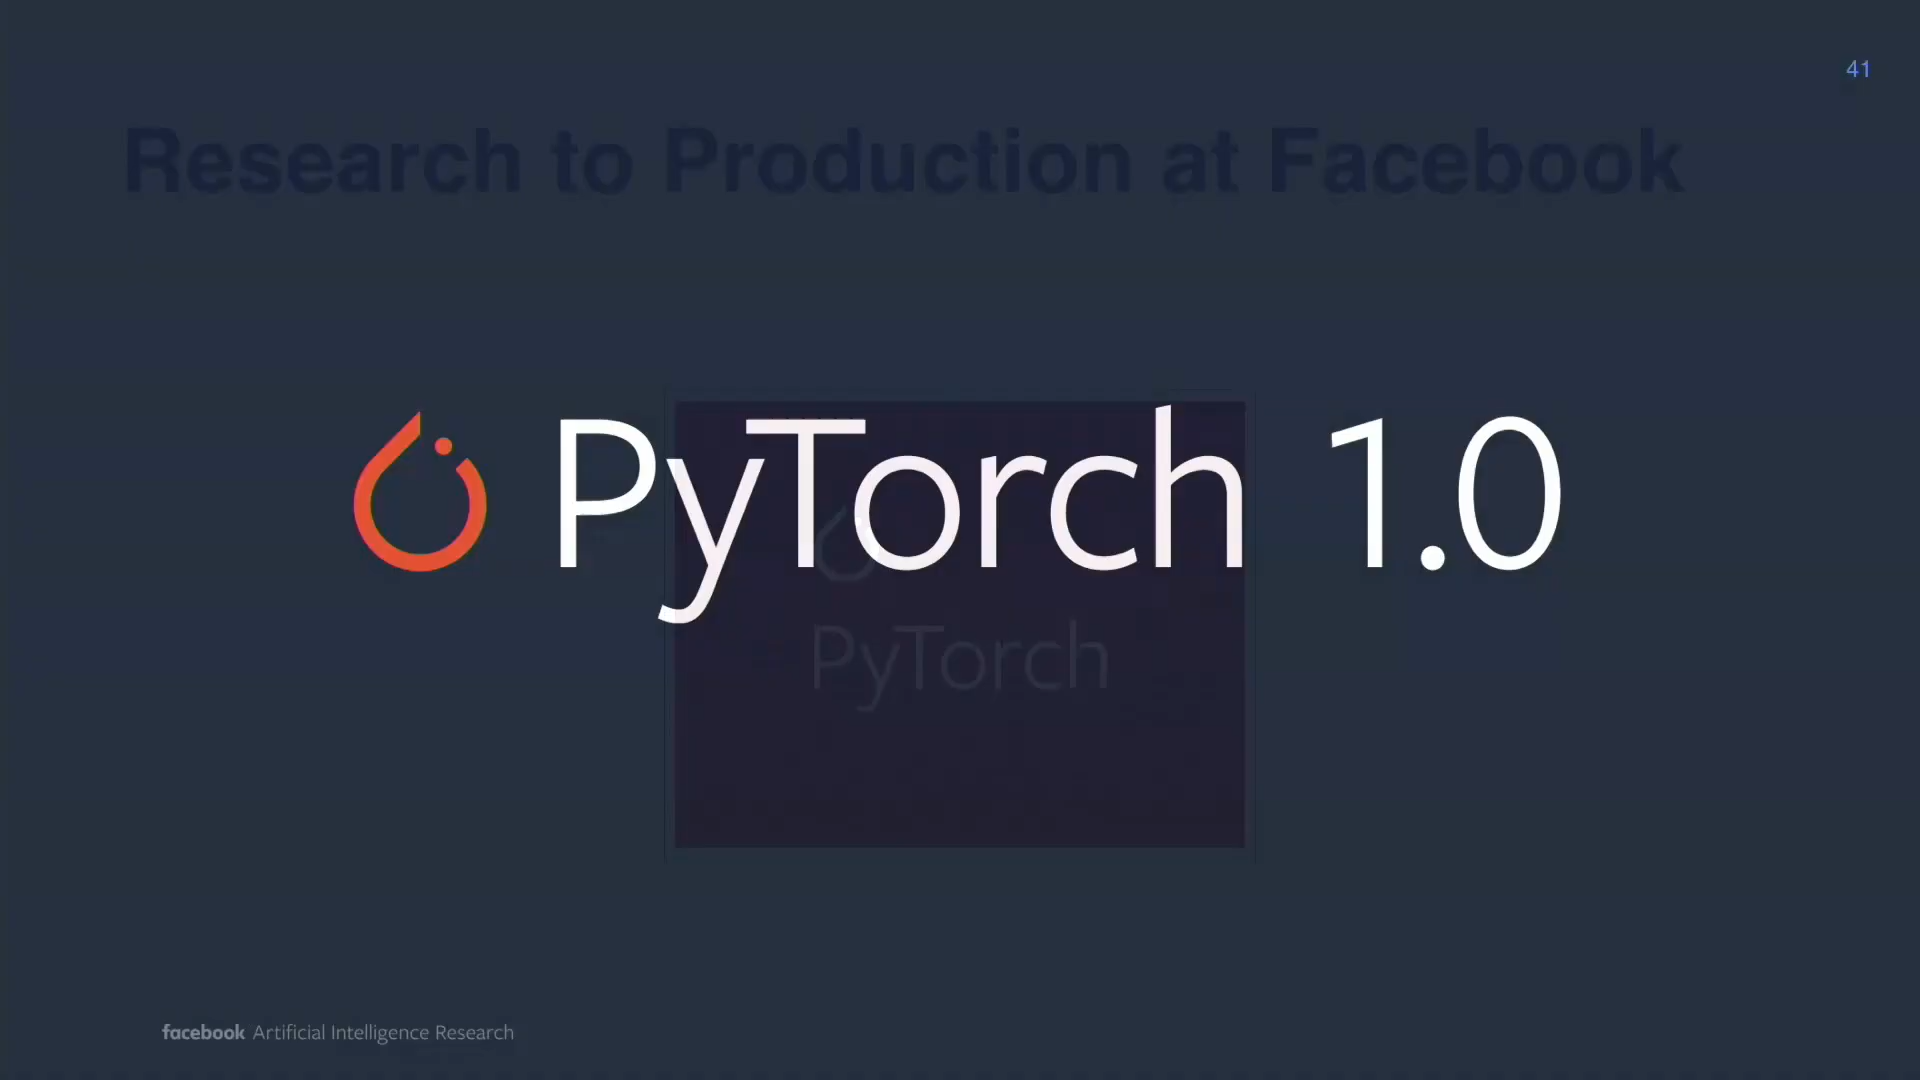 41
Research to Production at Facebook
PyTorch 1.0
PyTorch
facebook Artificial Intelligence Research